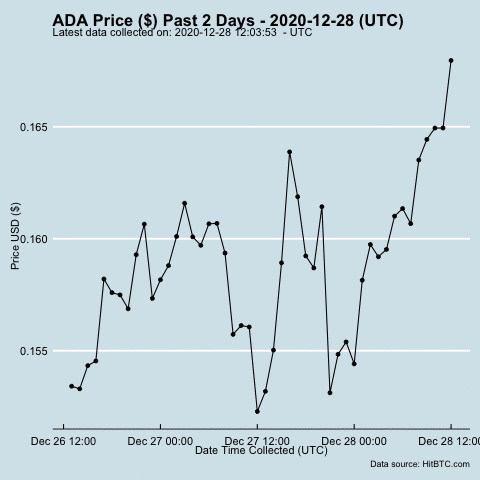 ADA Price ($) Past 2 Days - 2020-12-28 (UTC)
Latest data collected on: 2020-12-28 12:03:53  - UTC
0.165
0.160
0.155
Price USD ($)
Dec 26 12:00 Dec 27 00:00 Dec 27 12:00 Dec 28 00:00 Dec 28 12:00
Date Time Collected (UTC)
Data source: HitBTC.com